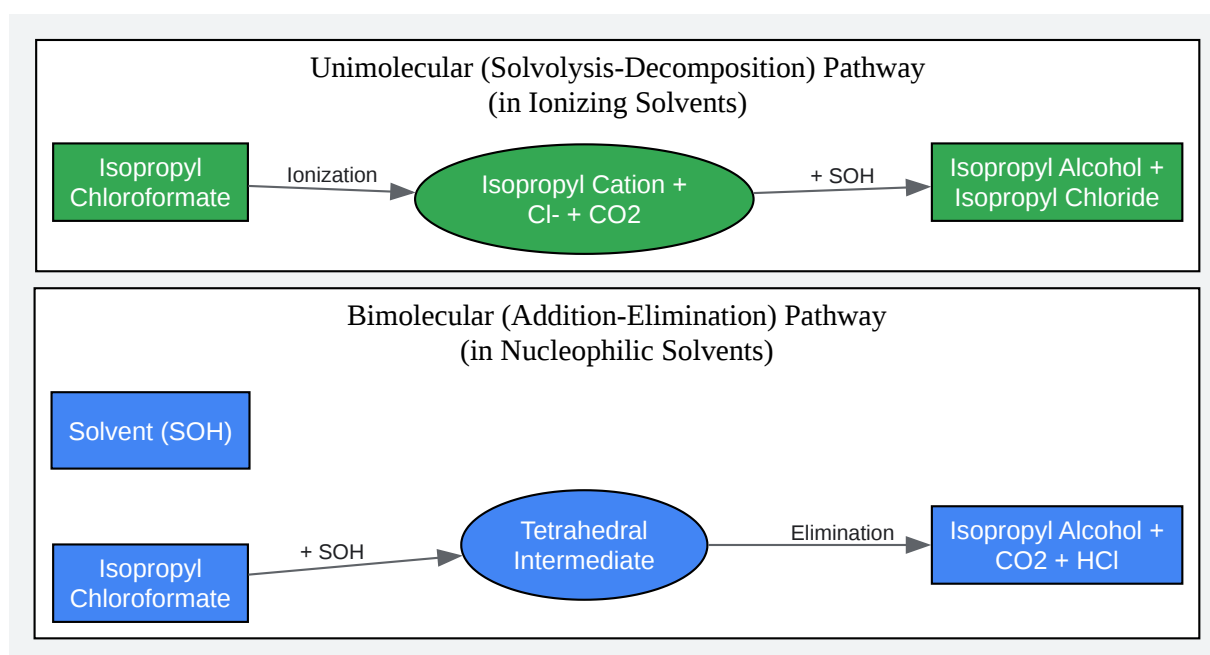 Unimolecular (Solvolysis-Decomposition) Pathway
(in Ionizing Solvents)
Isopropyl
Chloroformate
Ionization
Isopropyl Cation +
Cl- + CO2
+ SOH
Isopropyl Alcohol +
Isopropyl Chloride
Bimolecular (Addition-Elimination) Pathway
(in Nucleophilic Solvents)
Solvent (SOH)
Isopropyl
Chloroformate
+ SOH
Tetrahedral
Intermediate
Elimination
Isopropyl Alcohol +
CO2 + HCl